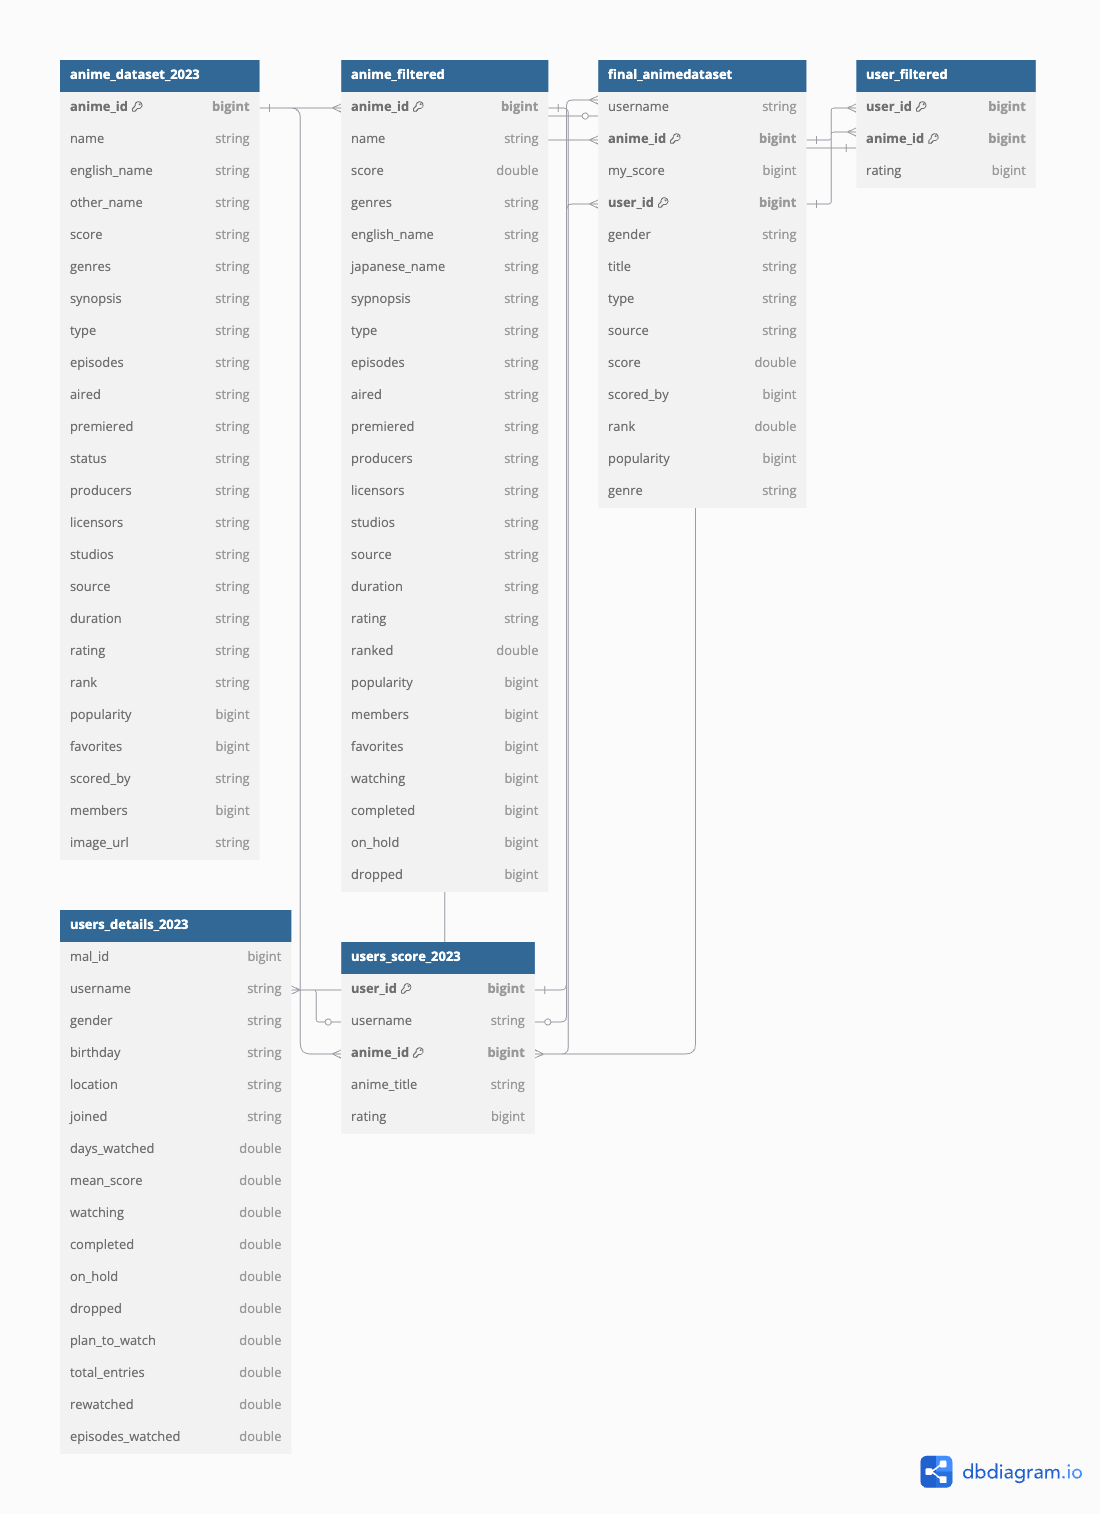 anime_dataset_2023
anime_id bigint
name string
english_name string
other_name string
score string
genres string
synopsis string
type string
episodes string
aired string
premiered string
status string
producers string
licensors string
studios string
source string
duration string
rating string
rank string
popularity bigint
favorites bigint
scored_by string
members bigint
image_url string
anime_filtered
anime_id bigint
name string
score double
genres string
english_name string
japanese_name string
sypnopsis string
type string
episodes string
aired string
premiered string
producers string
licensors string
studios string
source string
duration string
rating string
ranked double
popularity bigint
members bigint
favorites bigint
watching bigint
completed bigint
on_hold bigint
dropped bigint
final_animedataset
username string
anime_id bigint
my_score bigint
user_id bigint
gender string
title string
type string
source string
score double
scored_by bigint
rank double
popularity bigint
genre string
user_filtered
user_id bigint
anime_id bigint
rating bigint
users_details_2023
mal_id bigint
username string
gender string
birthday string
location string
joined string
days_watched double
mean_score double
watching double
completed double
on_hold double
dropped double
plan_to_watch double
total_entries double
rewatched double
episodes_watched double
users_score_2023
user_id bigint
username string
anime_id bigint
anime_title string
rating bigint
dbdiagram.io